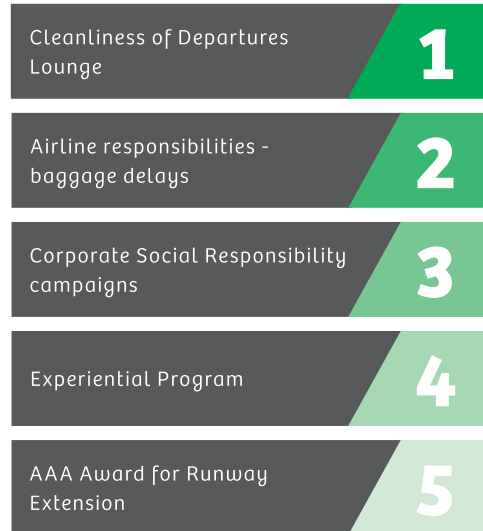 Cleanliness of Departures
Lounge
1
Airline responsibilities -
baggage delays
2
Corporate Social Responsibility
campaigns
3
Experiential Program
4
AAA Award for Runway
Extension
5